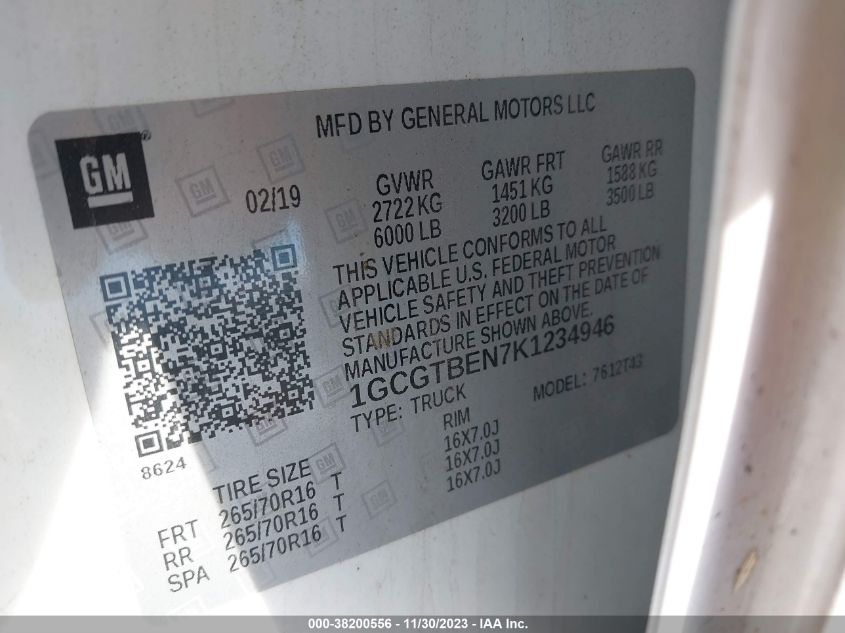 MFD BY GENERAL MOTORS LLC
GM
02/19
GVWR GAWR FRT GAWR RR
2722 KG 1451 KG 1588 KG
6000 LB 3200 LB 3500 LB
THIS VEHICLE CONFORMS TO ALL
APPLICABLE U.S. FEDERAL MOTOR
VEHICLE SAFETY AND THEFT PREVENTION
STANDARDS IN EFFECT ON THE DATE OF
MANUFACTURE SHOWN ABOVE.
1GCGTBEN7K1234946
TYPE: TRUCK MODEL: 7612T43
8624
TIRE SIZE RIM
FRT 265/70R16 T 16X7.0J
RR 265/70R16 T 16X7.0J
SPA 265/70R16 T 16X7.0J
000-38200556 - 11/30/2023 - IAA Inc.